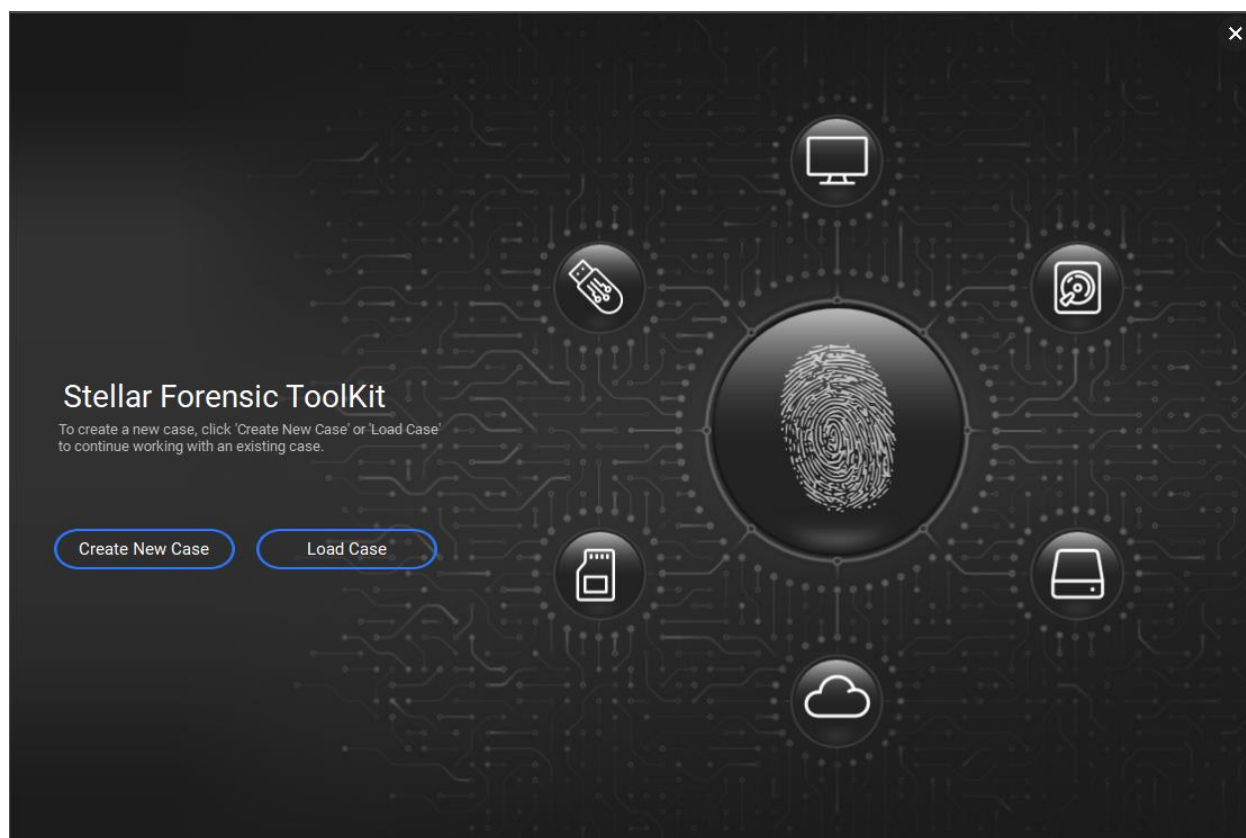 Stellar Forensic ToolKit
To create a new case, click 'Create New Case' or 'Load Case'
to continue working with an existing case.
Create New Case
Load Case